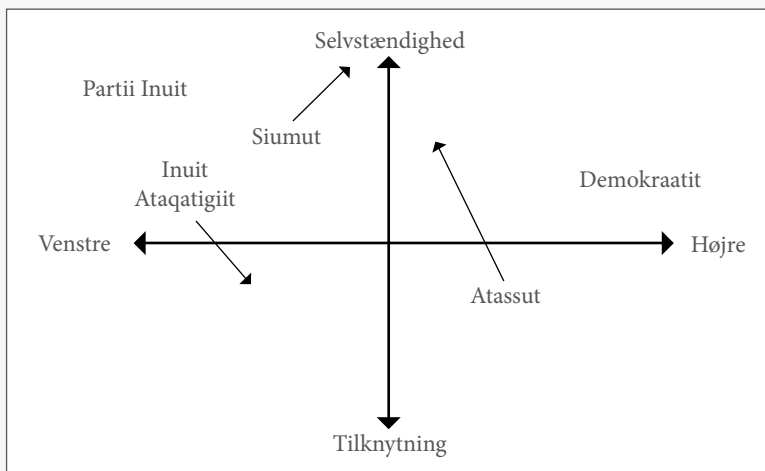 Selvstændighed
Partii Inuit
Siumut
Inuit
Ataqatigiit
Demokraatit
Venstre
Højre
Atassut
Tilknytning